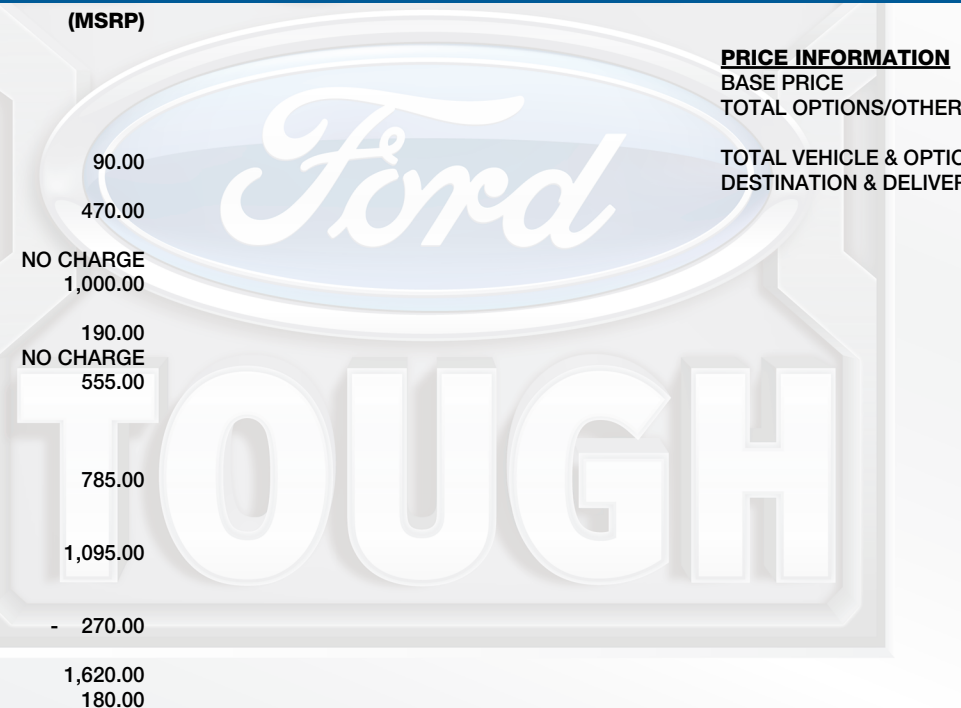 (MSRP)
90.00
470.00
NO CHARGE
1,000.00
190.00
NO CHARGE
555.00
785.00
1,095.00
- 270.00
1,620.00
180.00
PRICE INFORMATION
BASE PRICE
TOTAL OPTIONS/OTHER
TOTAL VEHICLE & OPTIO
DESTINATION & DELIVER
Ford
TOUGH